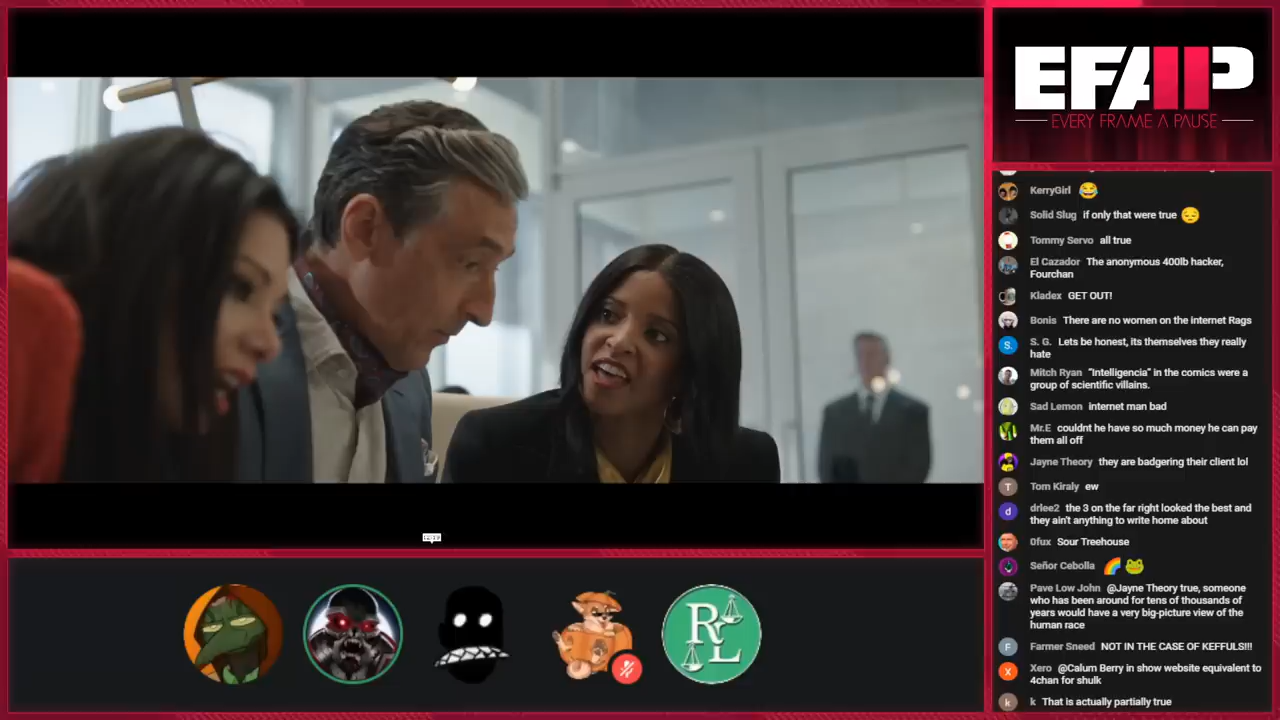 EFAP
EVERY FRAME A PAUSE
KerryGirl 😂
Solid Slug if only that were true 😔
Tommy Servo all true
El Cazador The anonymous 400lb hacker,
Fourchan
Kladex GET OUT!
Bonis There are no women on the internet Rags
S. G. Lets be honest, its themselves they really
hate
Mitch Ryan “Intelligencia” in the comics were a
group of scientific villains.
Sad Lemon internet man bad
Mr.E couldnt he have so much money he can pay
them all off
Jayne Theory they are badgering their client lol
Tom Kiraly ew
drlee2 the 3 on the far right looked the best and
they ain't anything to write home about
0fux Sour Treehouse
Señor Cebolla 🌈🐸
Pave Low John @Jayne Theory true, someone
who has been around for tens of thousands of
years would have a very big-picture view of the
human race
Farmer Sneed NOT IN THE CASE OF KEFFULS!!!
Xero @Calum Berry in show website equivalent to
4chan for shulk
k That is actually partially true
S.
T
d
F
X
k
RL